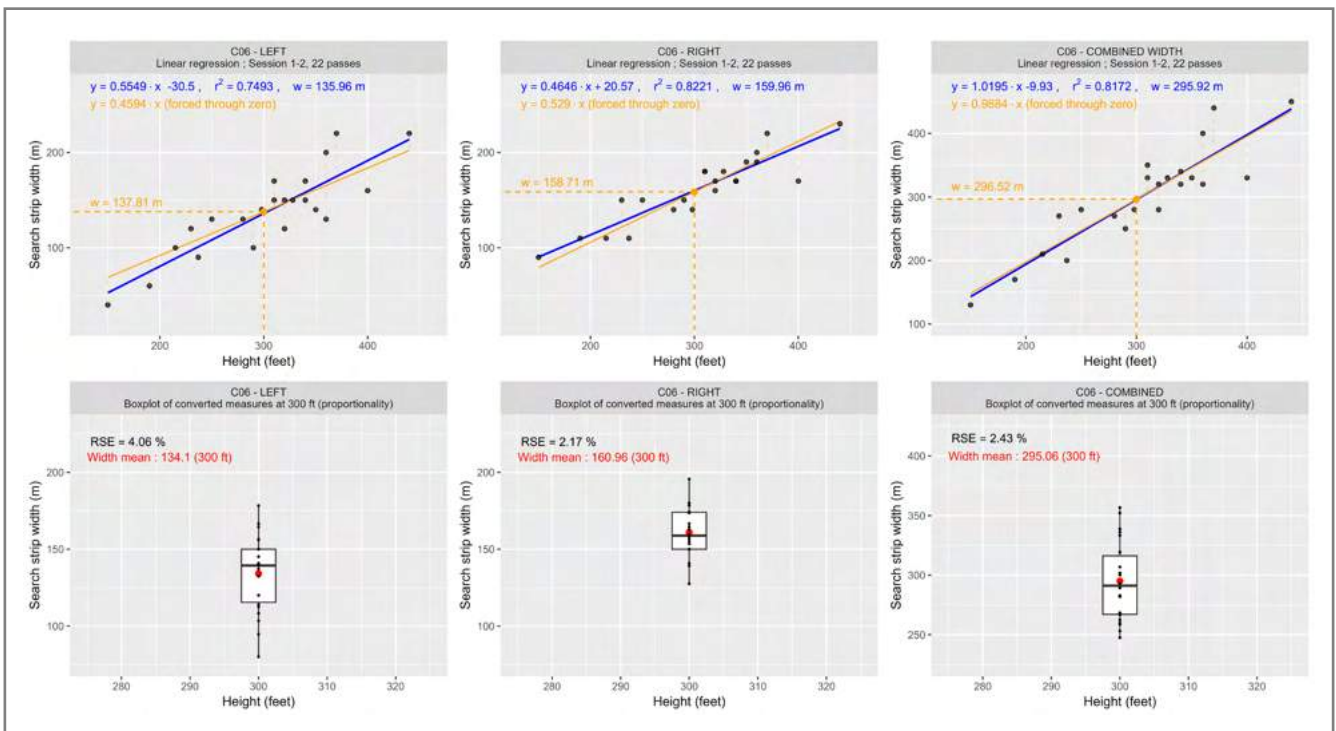 C06 - LEFT
Linear regression ; Session 1-2, 22 passes
y = 0.5549 · x -30.5 , r² = 0.7493 , w = 135.96 m
y = 0.4594 · x (forced through zero)
w = 137.81 m
200
100
Search strip width (m)
200 300 400
Height (feet)
C06 - RIGHT
Linear regression ; Session 1-2, 22 passes
y = 0.4646 · x + 20.57 , r² = 0.8221 , w = 159.96 m
y = 0.529 · x (forced through zero)
w = 158.71 m
200
100
Search strip width (m)
200 300 400
Height (feet)
C06 - COMBINED WIDTH
Linear regression ; Session 1-2, 22 passes
y = 1.0195 · x -9.93 , r² = 0.8172 , w = 295.92 m
y = 0.9884 · x (forced through zero)
w = 296.52 m
400
300
200
100
Search strip width (m)
200 300 400
Height (feet)
C06 - LEFT
Boxplot of converted measures at 300 ft (proportionality)
RSE = 4.06 %
Width mean : 134.1 (300 ft)
200
150
100
Search strip width (m)
280 290 300 310 320
Height (feet)
C06 - RIGHT
Boxplot of converted measures at 300 ft (proportionality)
RSE = 2.17 %
Width mean : 160.96 (300 ft)
200
150
100
Search strip width (m)
280 290 300 310 320
Height (feet)
C06 - COMBINED
Boxplot of converted measures at 300 ft (proportionality)
RSE = 2.43 %
Width mean : 295.06 (300 ft)
400
350
300
250
Search strip width (m)
280 290 300 310 320
Height (feet)